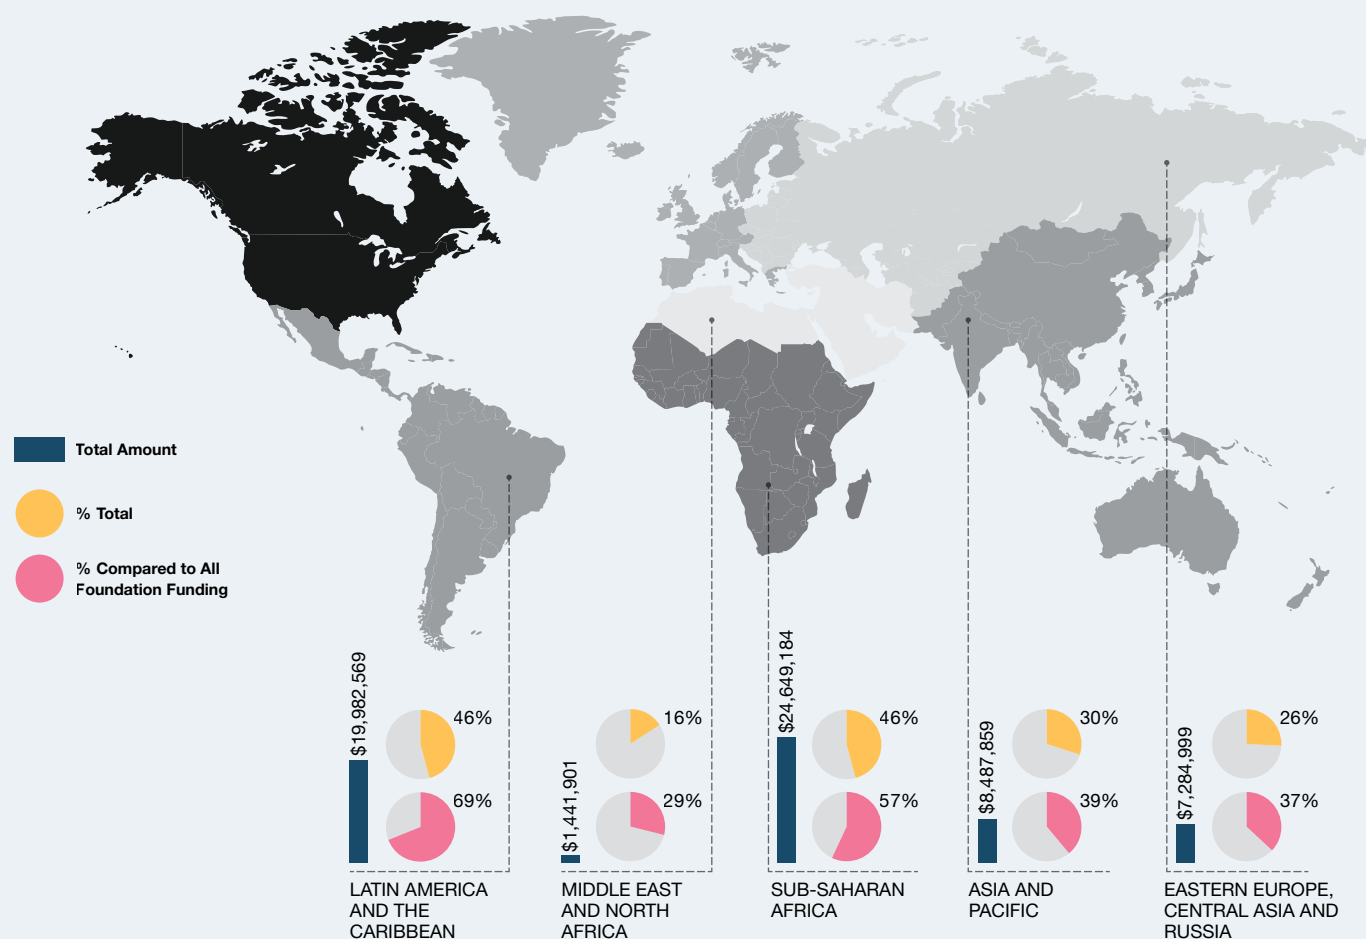 Total Amount
% Total
% Compared to All
Foundation Funding
$19,982,569
46%
69%
LATIN AMERICA
AND THE
CARIBBEAN
$1,441,901
16%
29%
MIDDLE EAST
AND NORTH
AFRICA
$24,649,184
46%
57%
SUB-SAHARAN
AFRICA
$8,487,859
30%
39%
ASIA AND
PACIFIC
$7,284,999
26%
37%
EASTERN EUROPE,
CENTRAL ASIA AND
RUSSIA